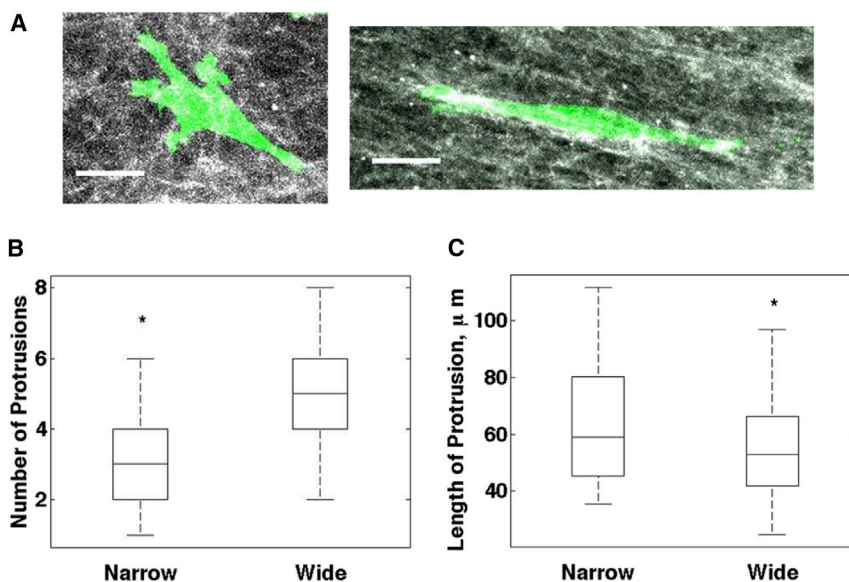 A
B
Number of Protrusions
8
6
4
2
*
Narrow
Wide
C
Length of Protrusion, μ m
100
80
60
40
*
Narrow
Wide